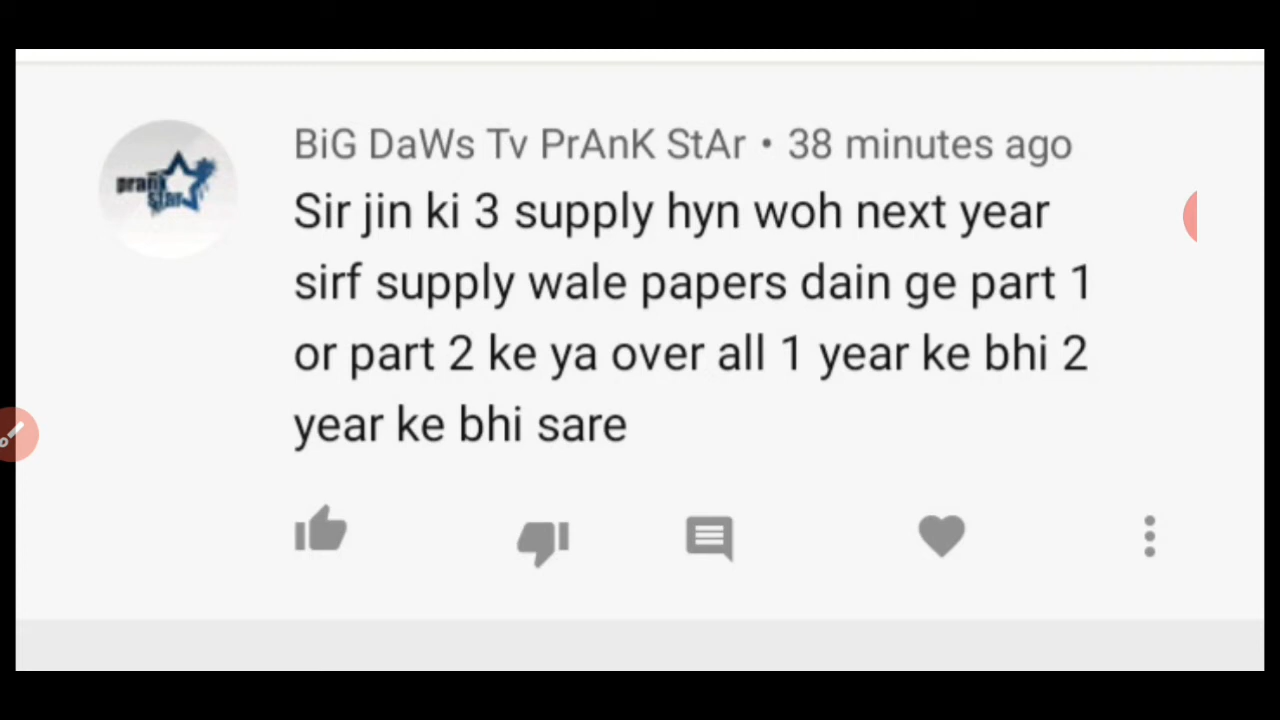 BiG DaWs Tv PrAnK StAr • 38 minutes ago
prank
star
Sir jin ki 3 supply hyn woh next year
sirf supply wale papers dain ge part 1
or part 2 ke ya over all 1 year ke bhi 2
year ke bhi sare